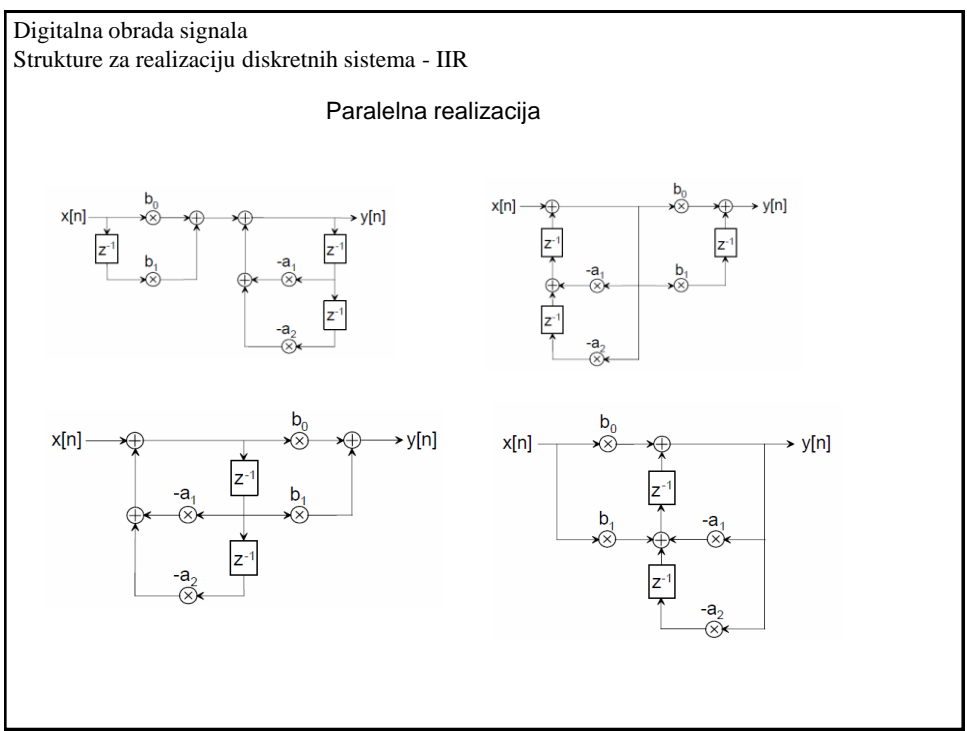 Digitalna obrada signala
Strukture za realizaciju diskretnih sistema - IIR
Paralelna realizacija
x[n] b₀ y[n]
z⁻¹ z⁻¹
b₁ -a₁
z⁻¹
-a₂
x[n] b₀ y[n]
z⁻¹ z⁻¹
-a₁ b₁
z⁻¹
-a₂
x[n] b₀ y[n]
z⁻¹
-a₁ b₁
z⁻¹
-a₂
x[n] b₀ y[n]
z⁻¹
b₁ -a₁
z⁻¹
-a₂